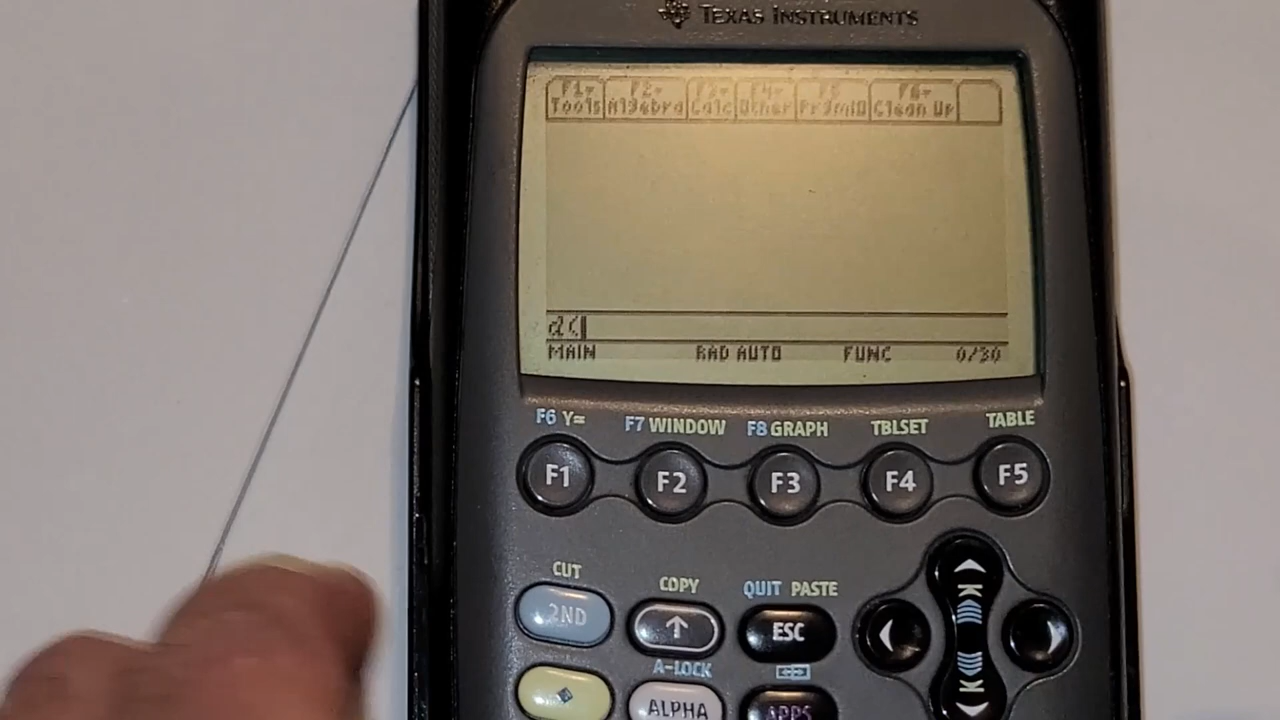 TEXAS INSTRUMENTS
F1 F2 F3 F4 F5 F6
Tools Algebra Calc Other PrgmIO Clean Up
d(
MAIN RAD AUTO FUNC 0/30
F6 Y= F7 WINDOW F8 GRAPH TBLSET TABLE
F1 F2 F3 F4 F5
CUT COPY QUIT PASTE
2ND ↑ ESC
A-LOCK
ALPHA APPS